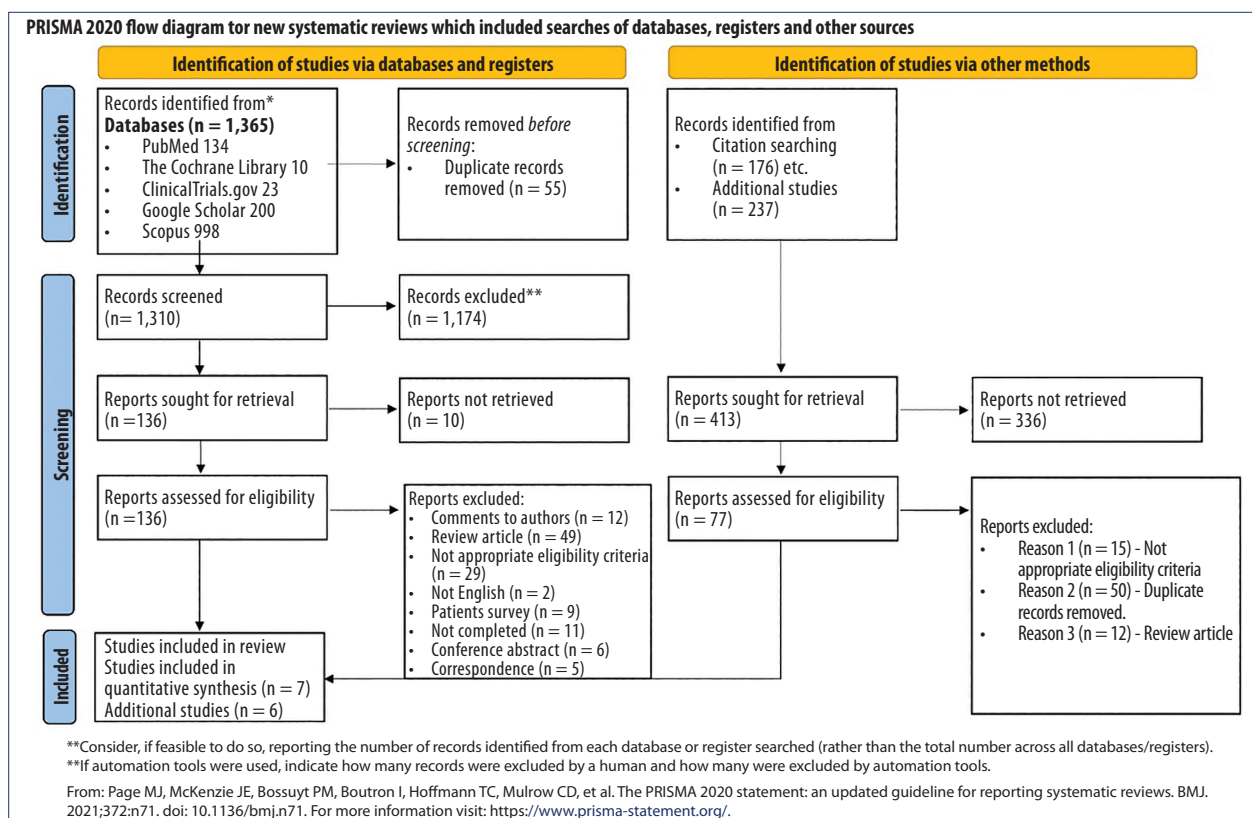 PRISMA 2020 flow diagram tor new systematic reviews which included searches of databases, registers and other sources
Identification of studies via databases and registers
Identification of studies via other methods
Identification
Records identified from*
Databases (n = 1,365)
• PubMed 134
• The Cochrane Library 10
• ClinicalTrials.gov 23
• Google Scholar 200
• Scopus 998
Records removed before
screening:
• Duplicate records
removed (n = 55)
Records identified from
• Citation searching
(n = 176) etc.
• Additional studies
(n = 237)
Screening
Records screened
(n= 1,310)
Records excluded**
(n = 1,174)
Reports sought for retrieval
(n =136)
Reports not retrieved
(n = 10)
Reports sought for retrieval
(n = 413)
Reports not retrieved
(n = 336)
Reports assessed for eligibility
(n =136)
Reports excluded:
• Comments to authors (n = 12)
• Review article (n = 49)
• Not appropriate eligibility criteria
(n = 29)
• Not English (n = 2)
• Patients survey (n = 9)
• Not completed (n = 11)
• Conference abstract (n = 6)
• Correspondence (n = 5)
Reports assessed for eligibility
(n = 77)
Reports excluded:
• Reason 1 (n = 15) - Not
appropriate eligibility criteria
• Reason 2 (n = 50) - Duplicate
records removed.
• Reason 3 (n = 12) - Review article
Included
Studies included in review
Studies included in
quantitative synthesis (n = 7)
Additional studies (n = 6)
**Consider, if feasible to do so, reporting the number of records identified from each database or register searched (rather than the total number across all databases/registers).
**If automation tools were used, indicate how many records were excluded by a human and how many were excluded by automation tools.
From: Page MJ, McKenzie JE, Bossuyt PM, Boutron I, Hoffmann TC, Mulrow CD, et al. The PRISMA 2020 statement: an updated guideline for reporting systematic reviews. BMJ.
2021;372:n71. doi: 10.1136/bmj.n71. For more information visit: https://www.prisma-statement.org/.